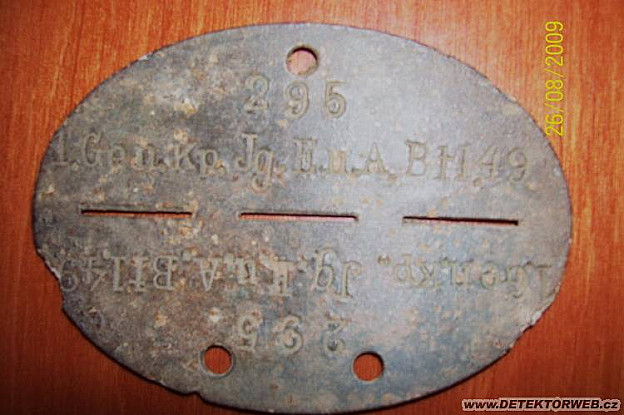 295
1.Gen.Kp.Jg.E.u.A.Btl.49
1.Gen.Kp. Jg.E.u.A.Btl.49
295
26/08/2009
www.DETEKTORWEB.cz